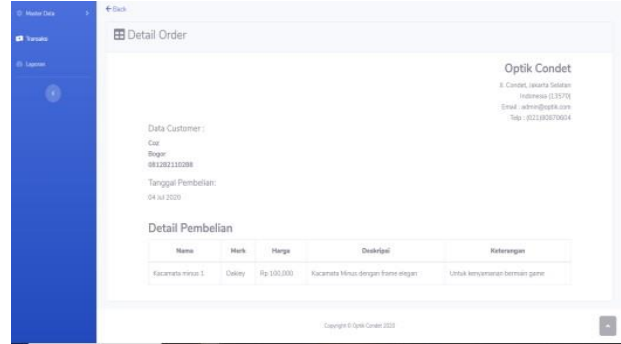 Master Data
Back
Transaksi
Laporan
Detail Order
Optik Condet
Jl. Condet, Jakarta Selatan
Indonesia (13570)
Email : admin@optik.com
Telp : (021)80870604
Data Customer :
Coz
Bogor
081282110298
Tanggal Pembelian:
04 Jul 2020
Detail Pembelian
Nama Merk Harga Deskripsi Keterangan
Kacamata minus 1 Oakley Rp 100,000 Kacamata Minus dengan frame elegan Untuk kenyamanan bermain game
Copyright © Optik Condet 2020